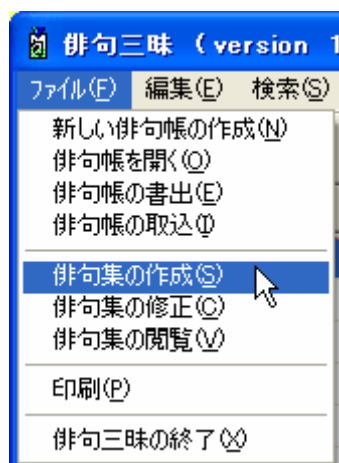 俳句三昧 (version 1
ファイル(F) 編集(E) 検索(S)
新しい俳句帳の作成(N)
俳句帳を開く(O)
俳句帳の書出(E)
俳句帳の取込(I)
俳句集の作成(S)
俳句集の修正(C)
俳句集の閲覧(V)
印刷(P)
俳句三昧の終了(X)